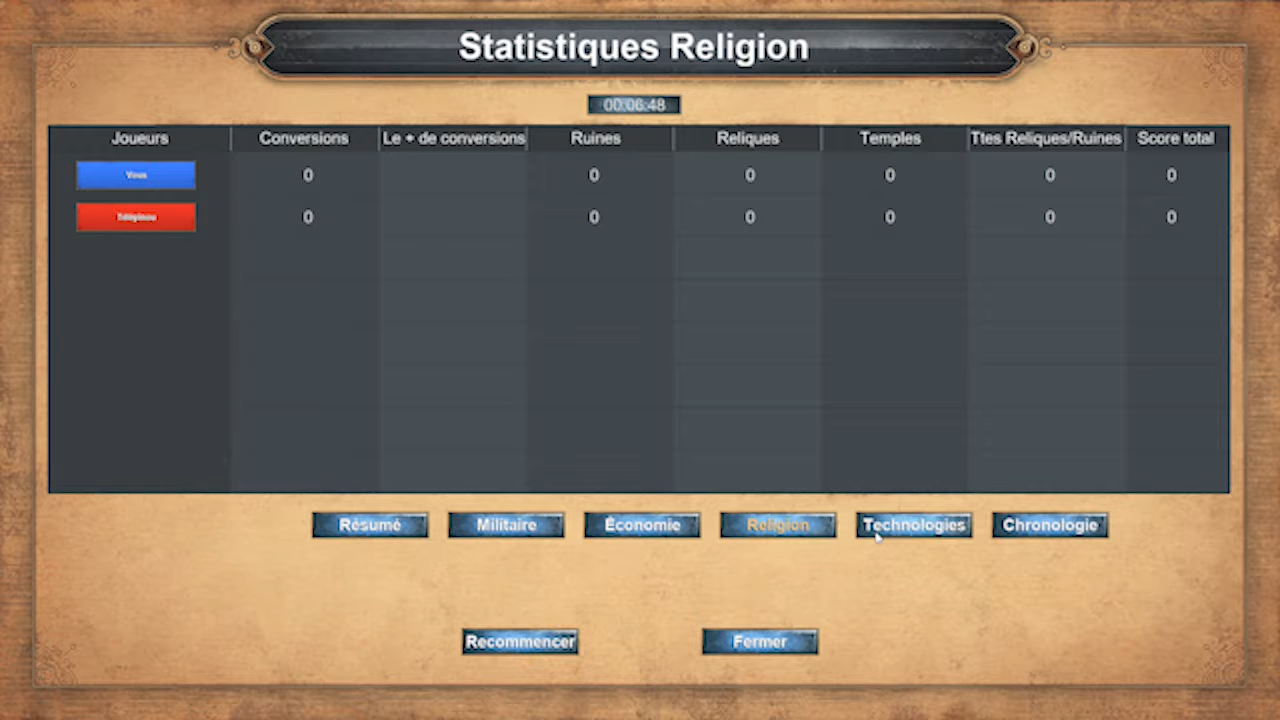 Statistiques Religion
00:06:48
Joueurs Conversions Le + de conversions Ruines Reliques Temples Ttes Reliques/Ruines Score total
Vous 0 0 0 0 0 0
0 0 0 0 0 0
Résumé Militaire Économie Religion Technologies Chronologie
Recommencer Fermer